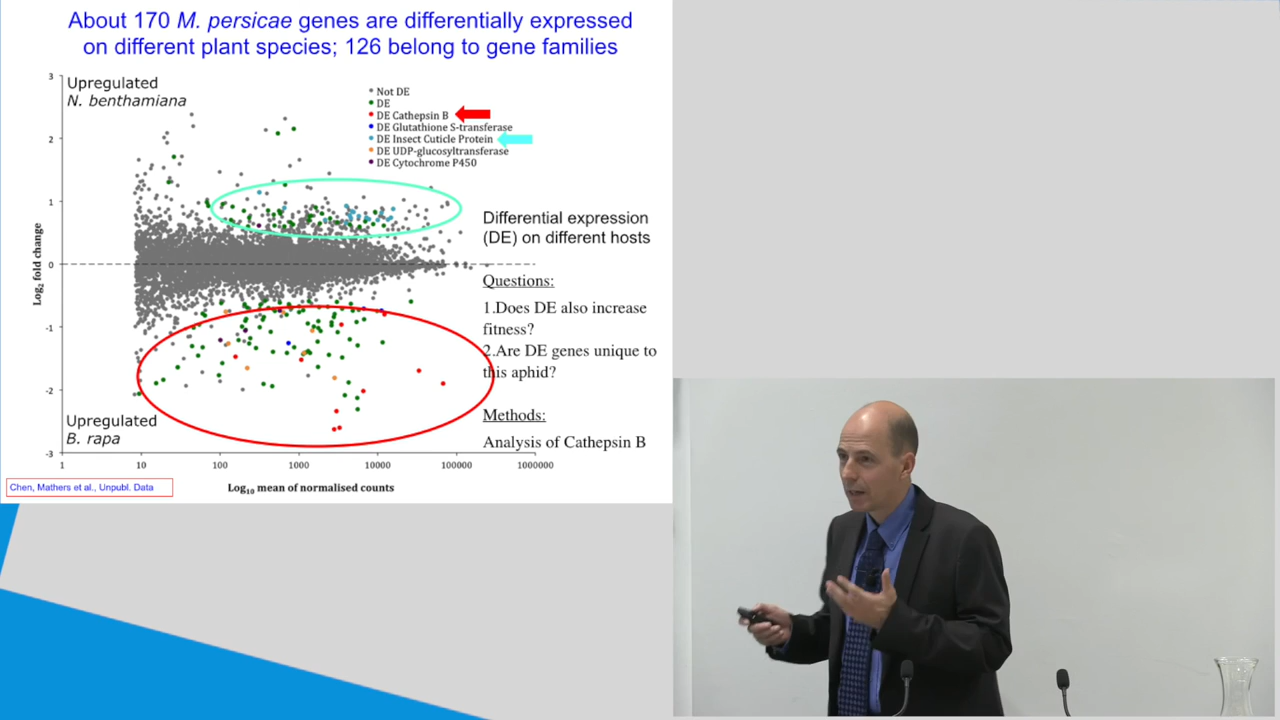 About 170 M. persicae genes are differentially expressed
on different plant species; 126 belong to gene families
3
Upregulated
N. benthamiana
Not DE
DE
DE Cathepsin B
DE Glutathione S-transferase
DE Insect Cuticle Protein
DE UDP-glucosyltransferase
DE Cytochrome P450
2
1
0
-1
-2
-3
Log2 fold change
Differential expression
(DE) on different hosts
Questions:
1.Does DE also increase
fitness?
2.Are DE genes unique to
this aphid?
Methods:
Analysis of Cathepsin B
Upregulated
B. rapa
1 10 100 1000 10000 100000 1000000
Log10 mean of normalised counts
Chen, Mathers et al., Unpubl. Data